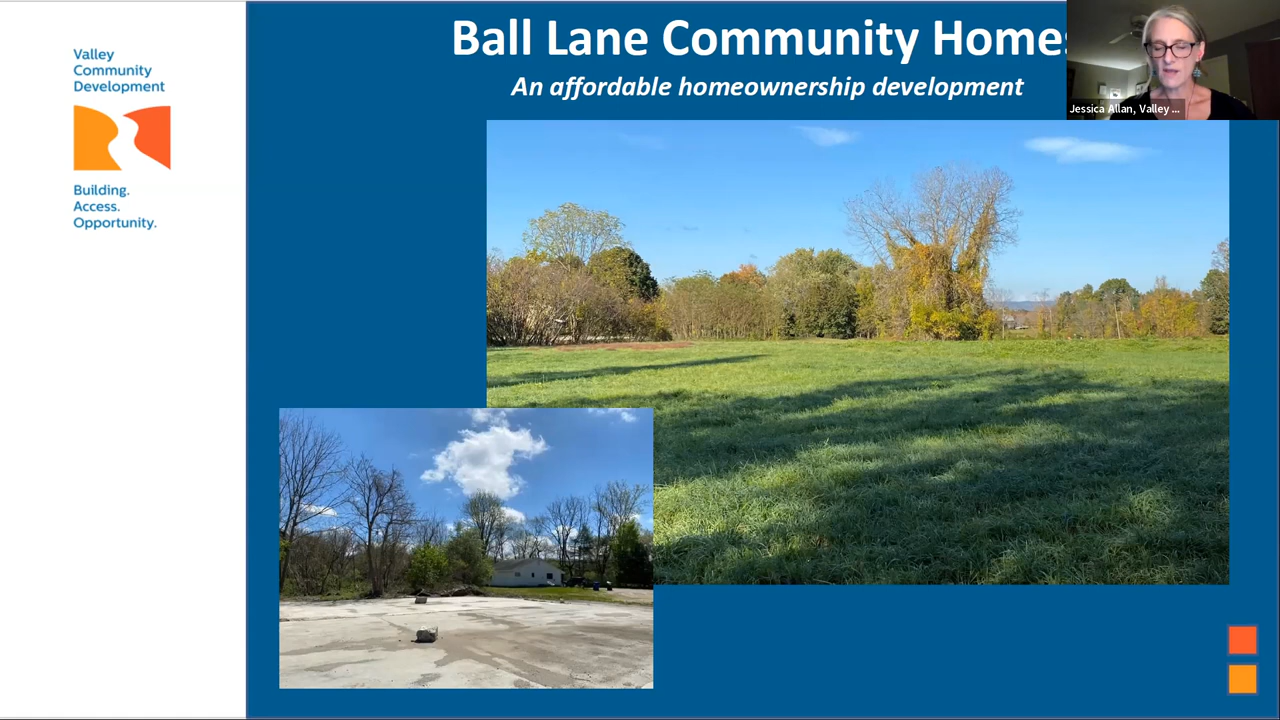 Valley
Community
Development
Building.
Access.
Opportunity.
Ball Lane Community Homes
An affordable homeownership development
Jessica Allan, Valley ...